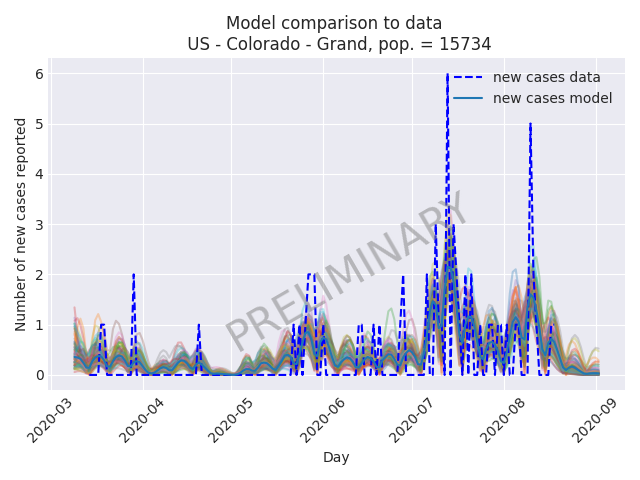 Model comparison to data
US - Colorado - Grand, pop. = 15734
Number of new cases reported
6
5
4
3
2
1
0
new cases data
new cases model
PRELIMINARY
2020-03
2020-04
2020-05
2020-06
2020-07
2020-08
2020-09
Day